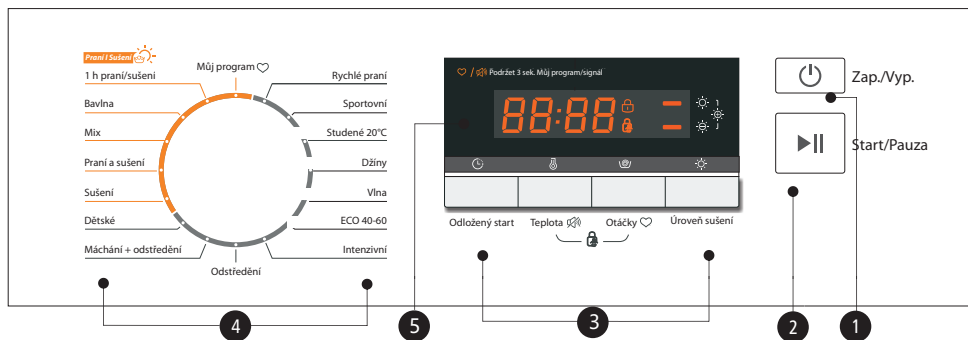 Praní I Sušení
Můj program
1 h praní/sušení
Bavlna
Mix
Praní a sušení
Sušení
Dětské
Máchání + odstředění
Odstředění
Rychlé praní
Sportovní
Studené 20℃
Džíny
Vlna
ECO 40-60
Intenzivní
/ Podržet 3 sek. Můj program/signál
88:88
Odložený start
Teplota
Otáčky
Úroveň sušení
Zap./Vyp.
Start/Pauza
4
5
3
2
1